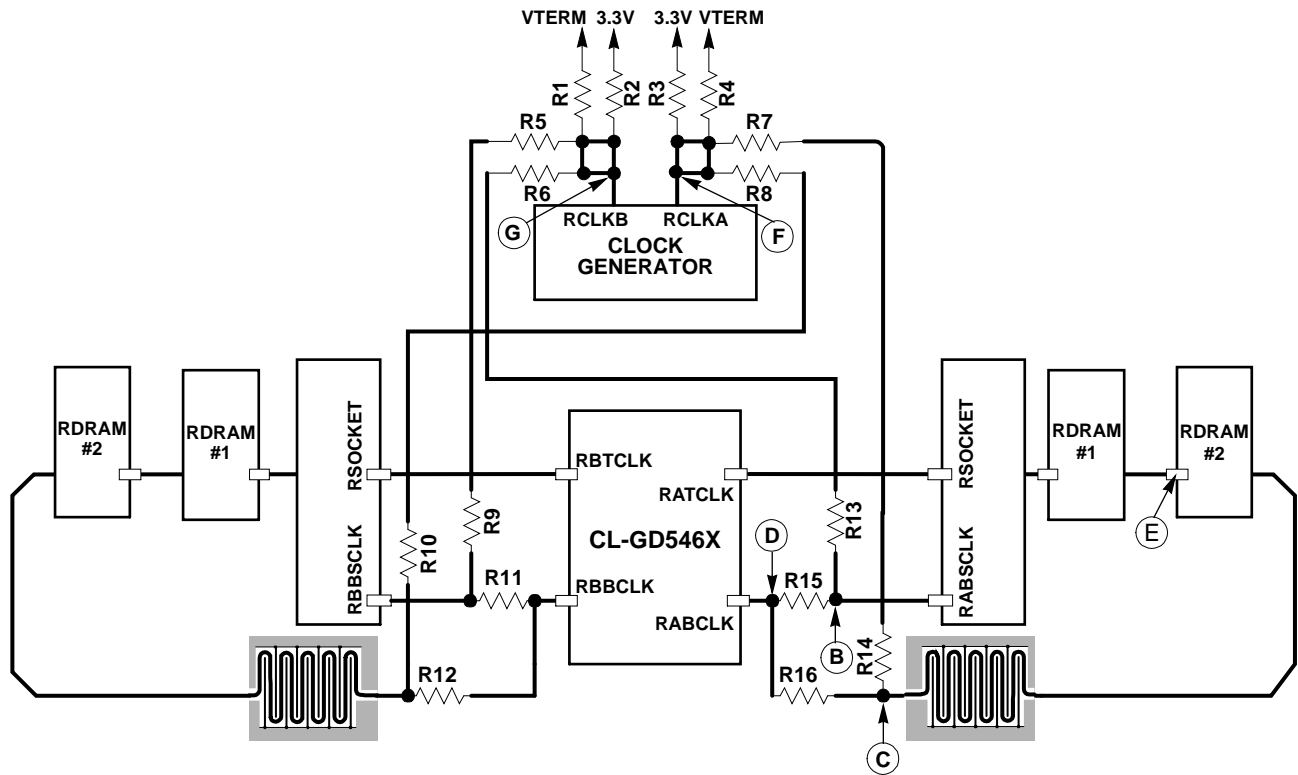 VTERM 3.3V
3.3V VTERM
R1
R2
R3
R4
R5
R7
R6
R8
G
RCLKB
RCLKA
F
CLOCK
GENERATOR
RDRAM
#2
RDRAM
#1
RSOCKET
RBBSCLK
R10
R9
R11
R12
RBTCLK
RATCLK
CL-GD546X
RBBCLK
RABCLK
D
R15
R13
B
R16
R14
C
RSOCKET
RABSCLK
RDRAM
#1
RDRAM
#2
E